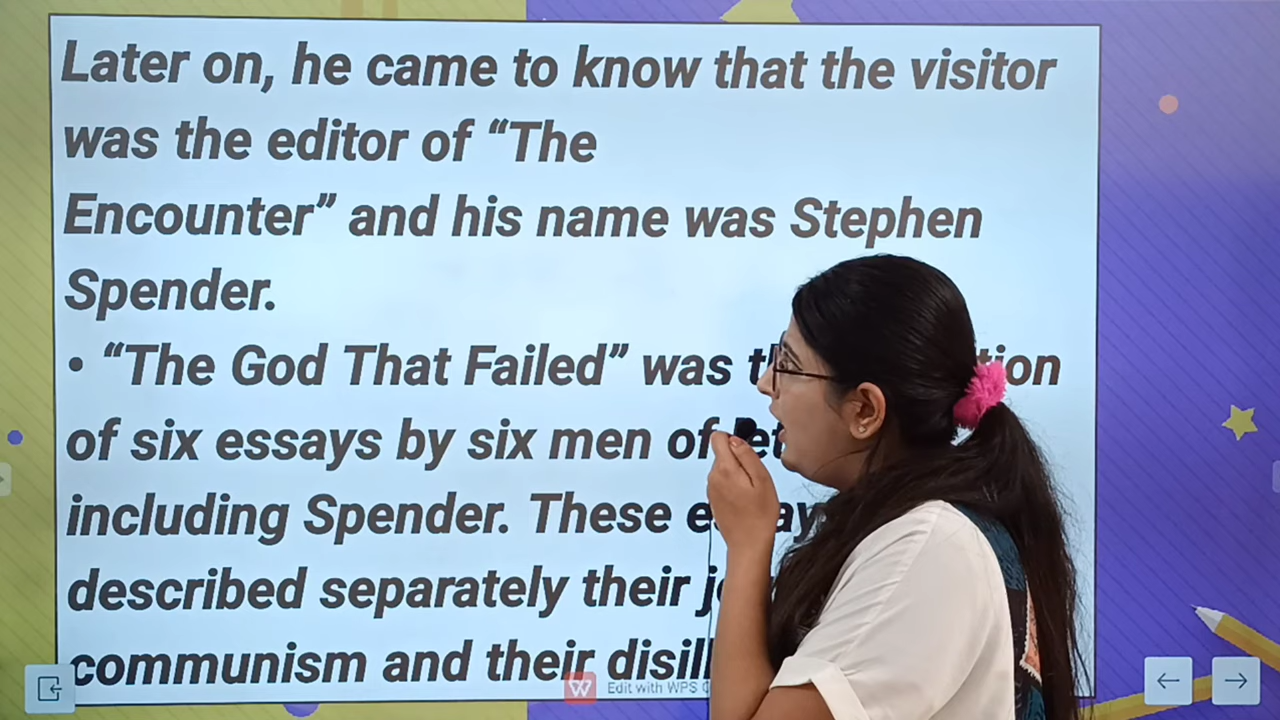 Later on, he came to know that the visitor
was the editor of “The
Encounter” and his name was Stephen
Spender.
• “The God That Failed” was
of six essays by six men of
including Spender. These
described separately their
communism and their
Edit with WPS